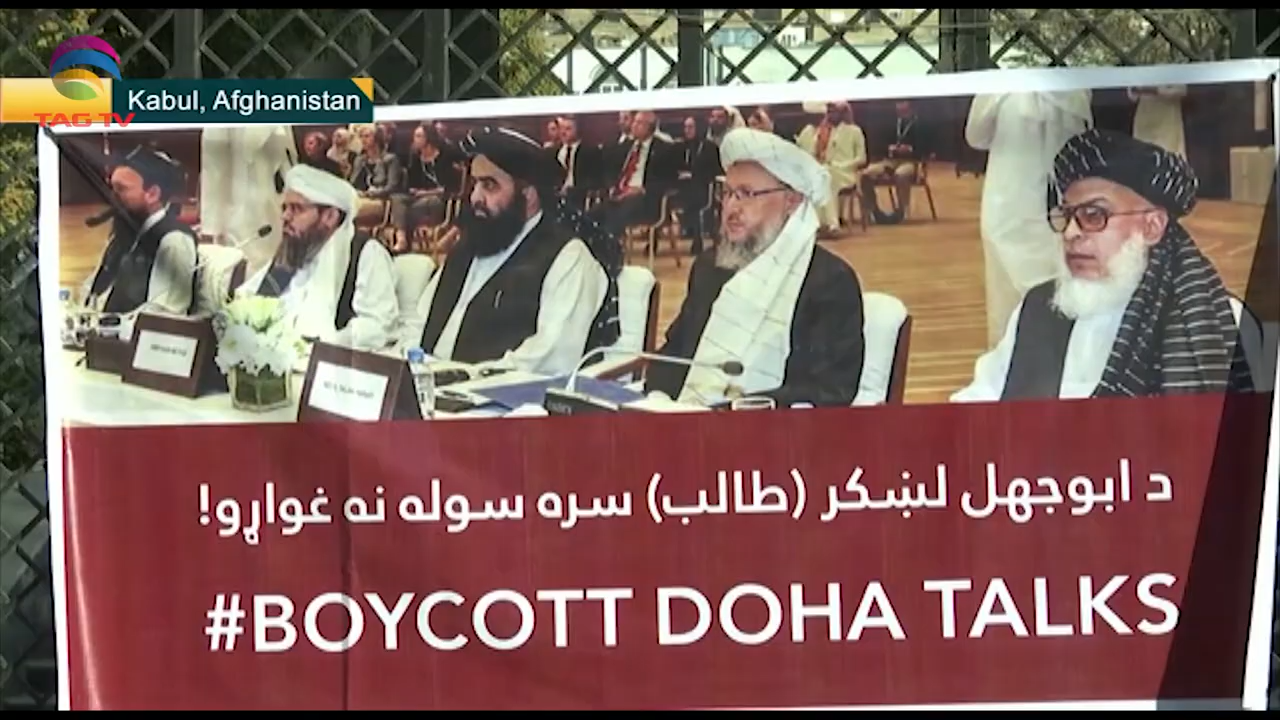 Kabul, Afghanistan
TAG TV
د ابوجهل لښکر (طالب) سره سوله نه غواړو!
#BOYCOTT DOHA TALKS